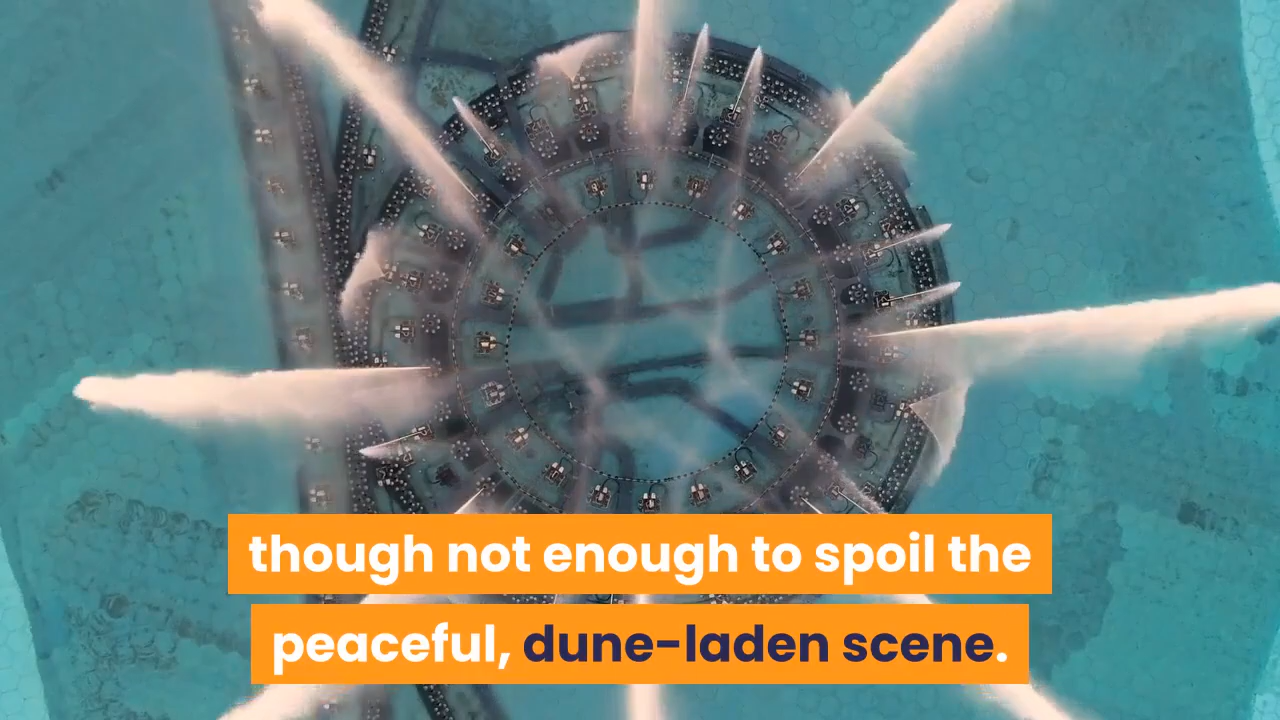 though not enough to spoil the
peaceful, dune-laden scene.